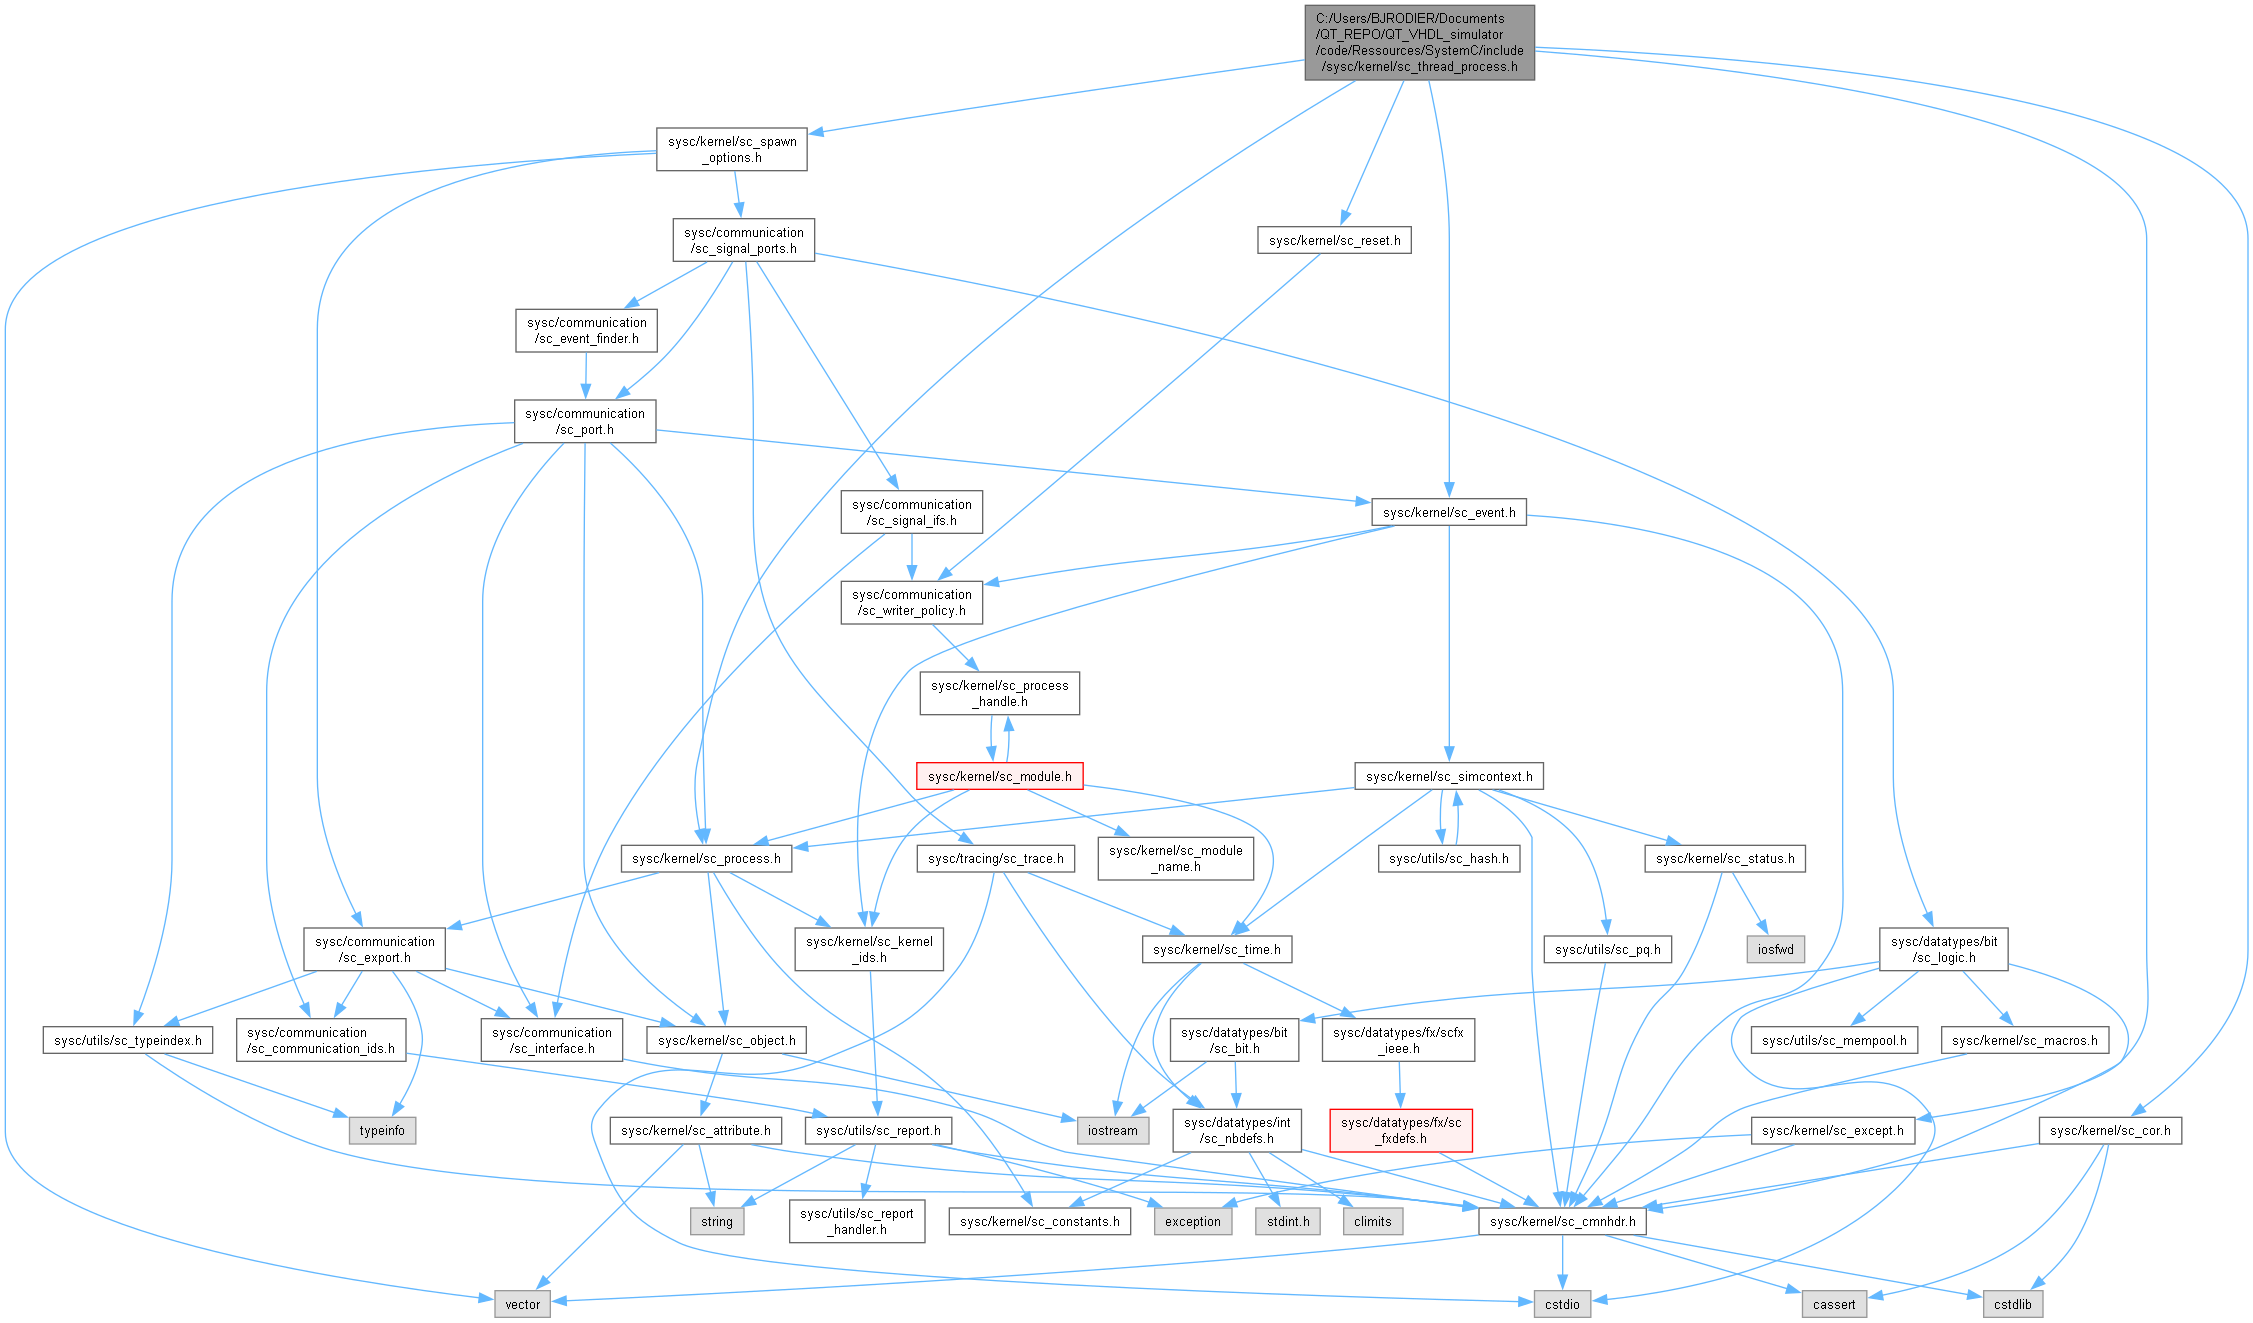 C:/Users/BJRODIER/Documents
/QT_REPO/QT_VHDL_simulator
/code/Ressources/SystemC/include
/sysc/kernel/sc_thread_process.h
sysc/kernel/sc_spawn
_options.h
sysc/communication
/sc_signal_ports.h
sysc/kernel/sc_reset.h
sysc/communication
/sc_event_finder.h
sysc/communication
/sc_port.h
sysc/communication
/sc_signal_ifs.h
sysc/kernel/sc_event.h
sysc/communication
/sc_writer_policy.h
sysc/kernel/sc_process
_handle.h
sysc/kernel/sc_module.h
sysc/kernel/sc_simcontext.h
sysc/kernel/sc_process.h
sysc/tracing/sc_trace.h
sysc/kernel/sc_module
_name.h
sysc/utils/sc_hash.h
sysc/kernel/sc_status.h
sysc/communication
/sc_export.h
sysc/kernel/sc_kernel
_ids.h
sysc/kernel/sc_time.h
sysc/utils/sc_pq.h
iosfwd
sysc/datatypes/bit
/sc_logic.h
sysc/utils/sc_typeindex.h
sysc/communication
/sc_communication_ids.h
sysc/communication
/sc_interface.h
sysc/kernel/sc_object.h
sysc/datatypes/bit
/sc_bit.h
sysc/datatypes/fx/scfx
_ieee.h
sysc/utils/sc_mempool.h
sysc/kernel/sc_macros.h
typeinfo
sysc/kernel/sc_attribute.h
sysc/utils/sc_report.h
iostream
sysc/datatypes/int
/sc_nbdefs.h
sysc/datatypes/fx/sc
_fxdefs.h
sysc/kernel/sc_except.h
sysc/kernel/sc_cor.h
string
sysc/utils/sc_report
_handler.h
sysc/kernel/sc_constants.h
exception
stdint.h
climits
sysc/kernel/sc_cmnhdr.h
vector
cstdio
cassert
cstdlib